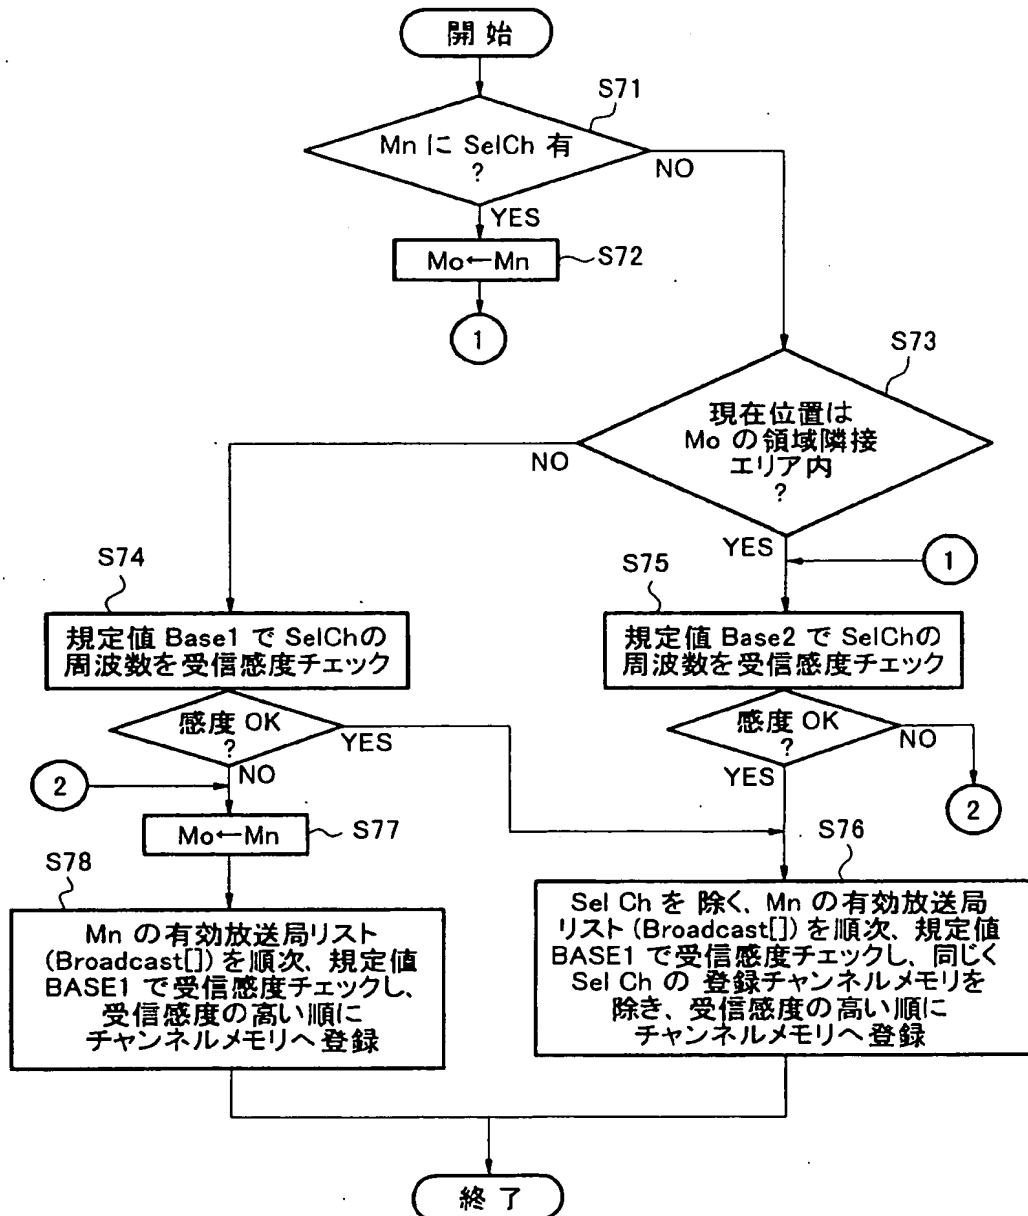 開始
S71
Mn に SelCh 有
?
NO
YES
Mo←Mn
S72
1
S73
現在位置は
Mo の領域隣接
エリア内
?
NO
YES
1
S74
S75
規定値 Base1 で SelChの
周波数を受信感度チェック
規定値 Base2 で SelChの
周波数を受信感度チェック
感度 OK
?
YES
NO
感度 OK
?
NO
YES
2
2
Mo←Mn
S77
S76
S78
Mn の有効放送局リスト
(Broadcast[]) を順次、規定値
BASE1 で受信感度チェックし、
受信感度の高い順に
チャンネルメモリへ登録
Sel Ch を 除く、Mn の有効放送局
リスト (Broadcast[]) を順次、規定値
BASE1 で受信感度チェックし、同じく
Sel Ch の 登録チャンネルメモリを
除き、受信感度の高い順に
チャンネルメモリへ登録
終了